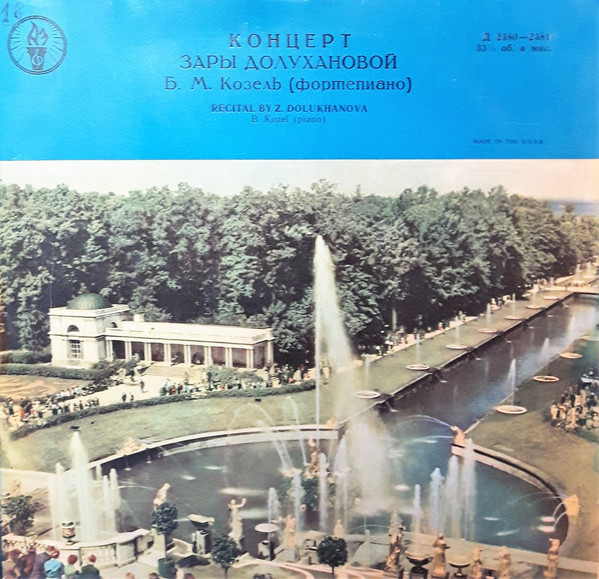 18
КОНЦЕРТ
ЗАРЫ ДОЛУХАНОВОЙ
Б. М. Козель (фортепиано)
RECITAL BY Z. DOLUKHANOVA
B. Kozel (piano)
Д 2380—2381
33⅓ об. в мин.
MADE IN THE U.S.S.R.